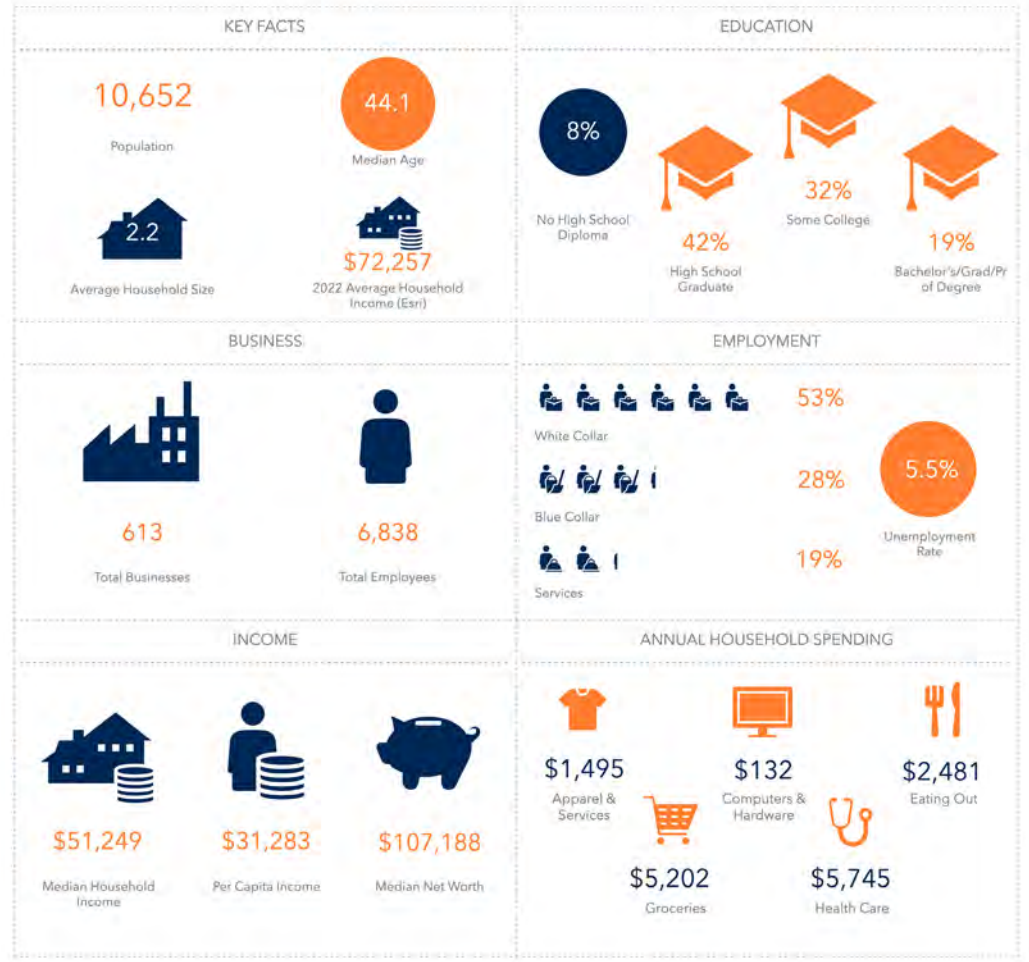 KEY FACTS
10,652
Population
44.1
Median Age
2.2
Average Household Size
$72,257
2022 Average Household
Income (Esri)
EDUCATION
8%
No High School
Diploma
42%
High School
Graduate
32%
Some College
19%
Bachelor's/Grad/Pr
of Degree
BUSINESS
613
Total Businesses
6,838
Total Employees
EMPLOYMENT
53%
White Collar
28%
Blue Collar
19%
Services
5.5%
Unemployment
Rate
INCOME
$51,249
Median Household
Income
$31,283
Per Capita Income
$107,188
Median Net Worth
ANNUAL HOUSEHOLD SPENDING
$1,495
Apparel &
Services
$132
Computers &
Hardware
$2,481
Eating Out
$5,202
Groceries
$5,745
Health Care